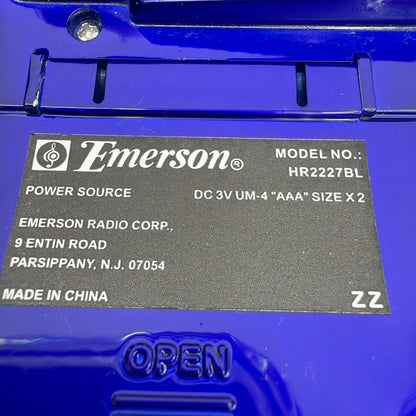 Emerson® MODEL NO.:
HR2227BL
POWER SOURCE DC 3V UM-4 "AAA" SIZE X 2
EMERSON RADIO CORP.,
9 ENTIN ROAD
PARSIPPANY, N.J. 07054
MADE IN CHINA ZZ
OPEN